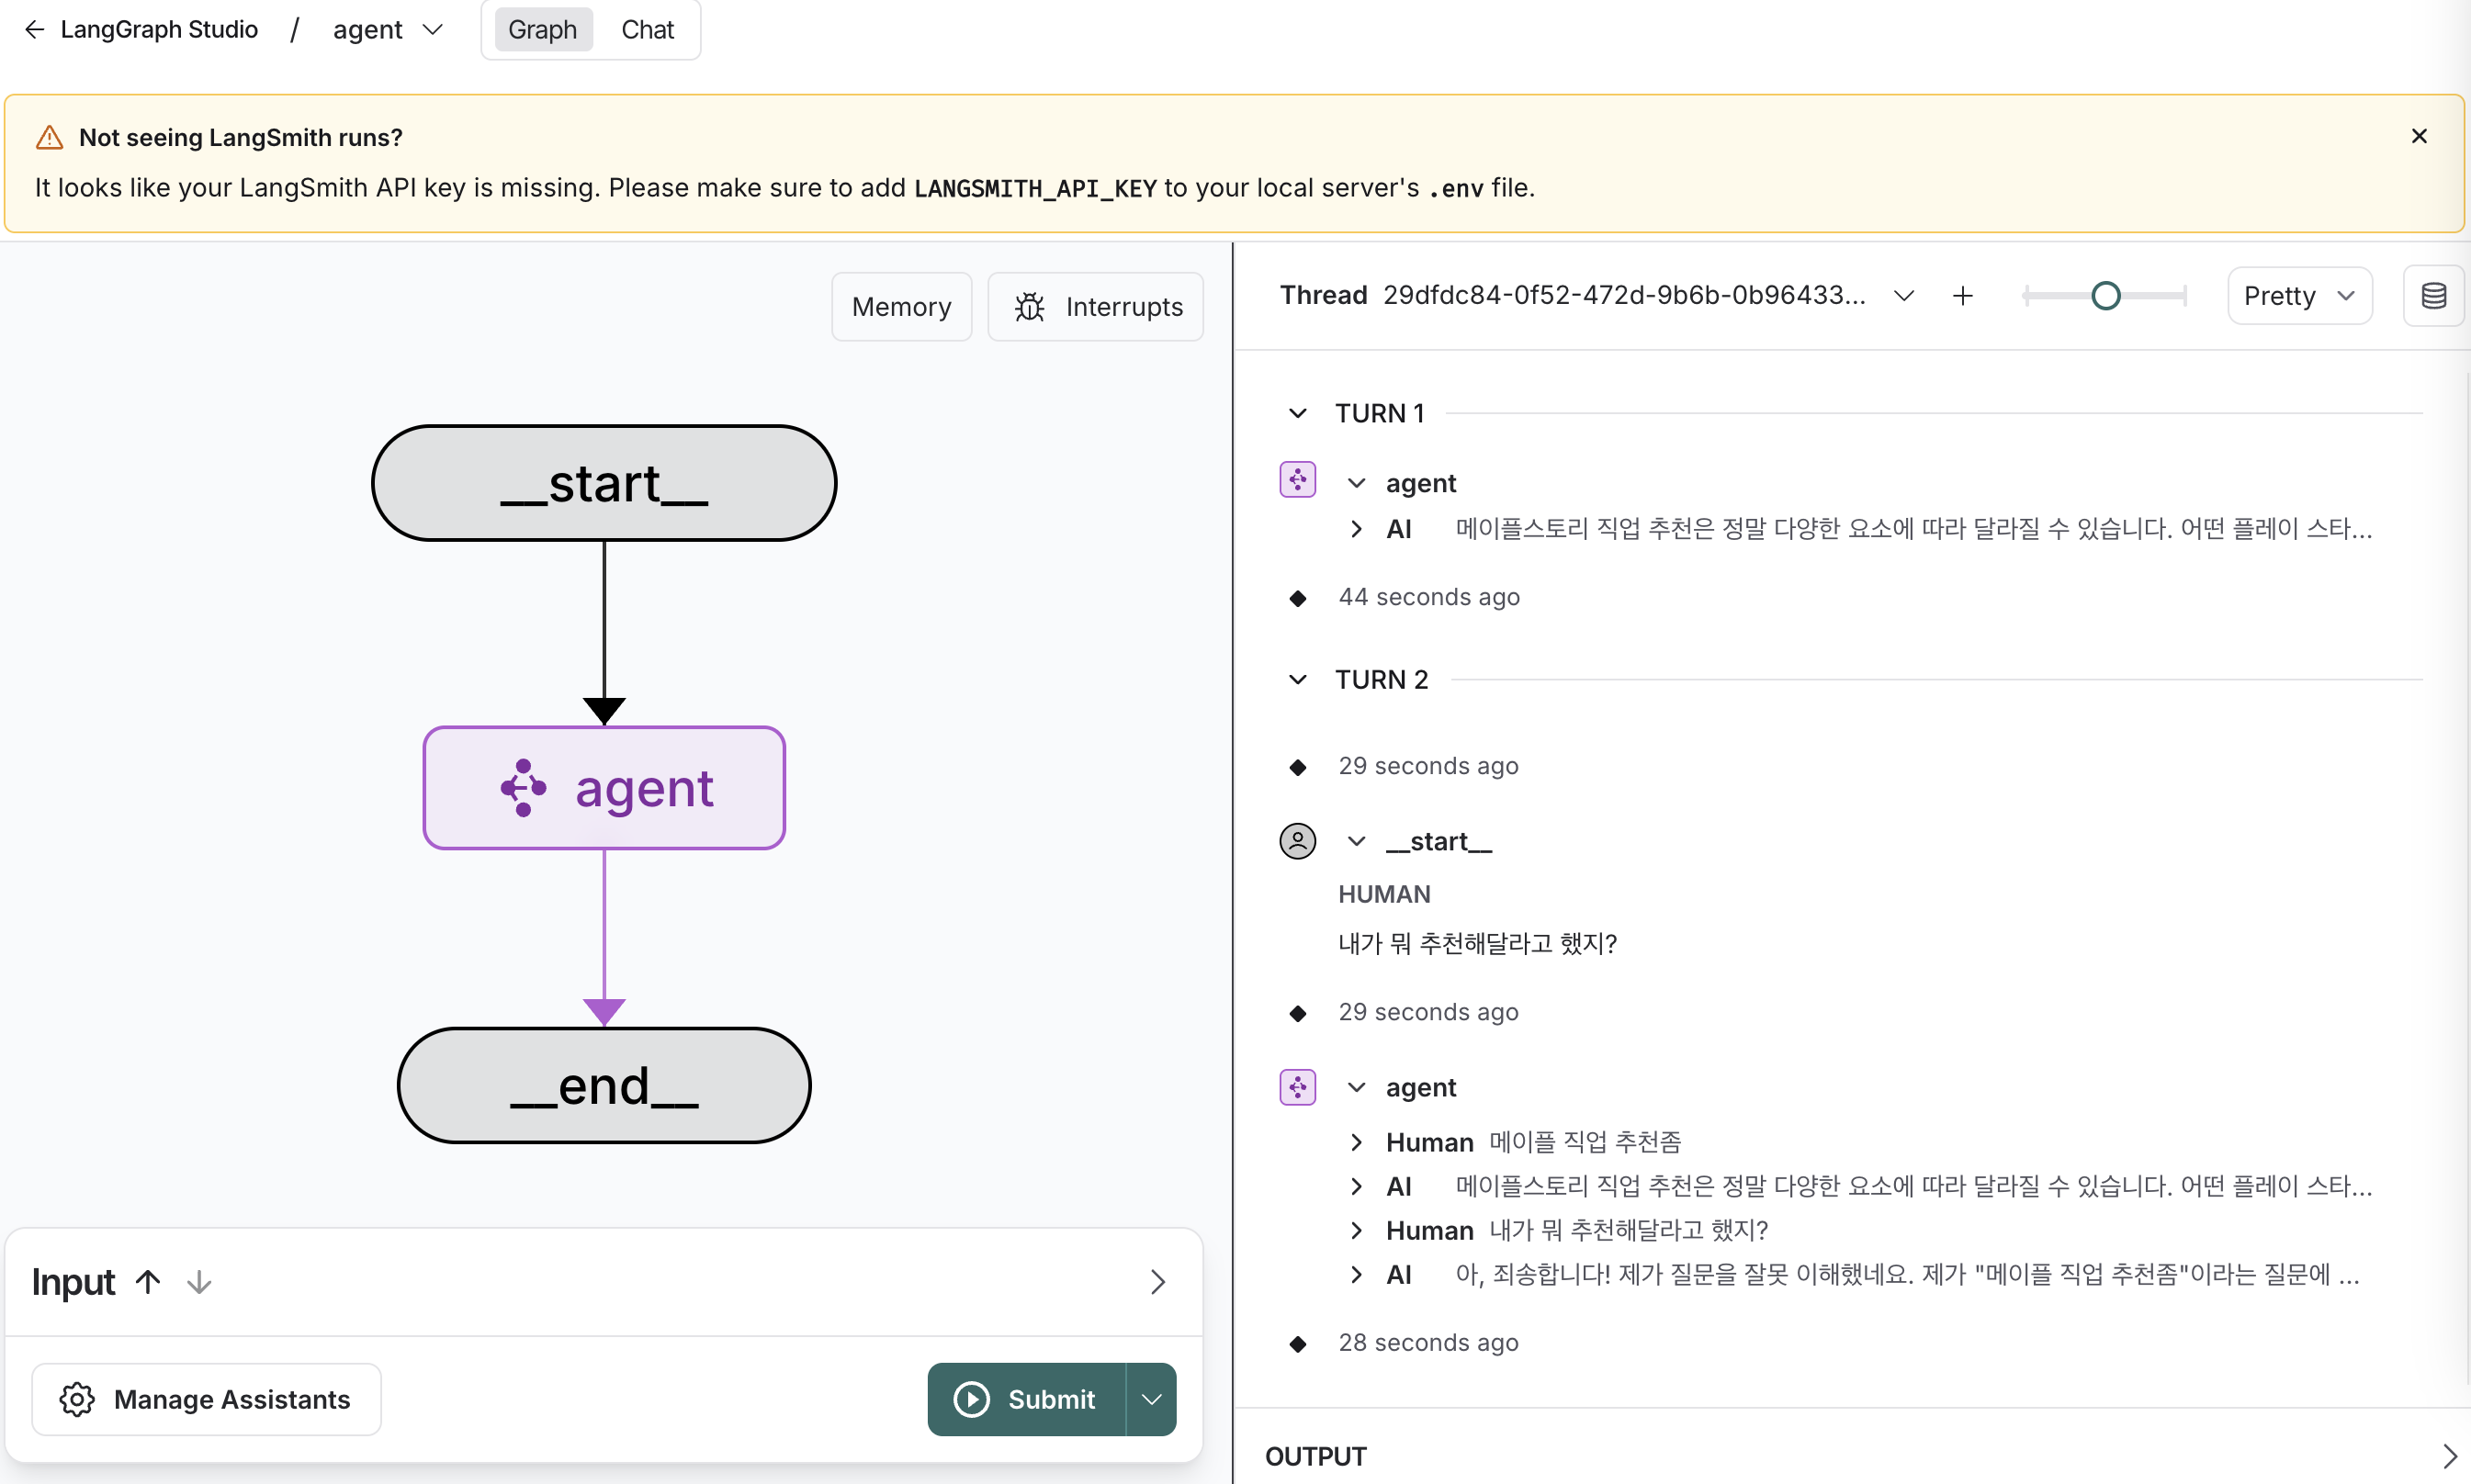 LangGraph Studio / agent Graph Chat
Not seeing LangSmith runs?
It looks like your LangSmith API key is missing. Please make sure to add LANGSMITH_API_KEY to your local server's .env file.
Memory Interrupts
__start__
agent
__end__
Input
Manage Assistants Submit
Thread 29dfdc84-0f52-472d-9b6b-0b96433... Pretty
TURN 1
agent
AI 메이플스토리 직업 추천은 정말 다양한 요소에 따라 달라질 수 있습니다. 어떤 플레이 스타...
44 seconds ago
TURN 2
29 seconds ago
__start__
HUMAN
내가 뭐 추천해달라고 했지?
29 seconds ago
agent
Human 메이플 직업 추천좀
AI 메이플스토리 직업 추천은 정말 다양한 요소에 따라 달라질 수 있습니다. 어떤 플레이 스타...
Human 내가 뭐 추천해달라고 했지?
AI 아, 죄송합니다! 제가 질문을 잘못 이해했네요. 제가 "메이플 직업 추천좀"이라는 질문에 ...
28 seconds ago
OUTPUT